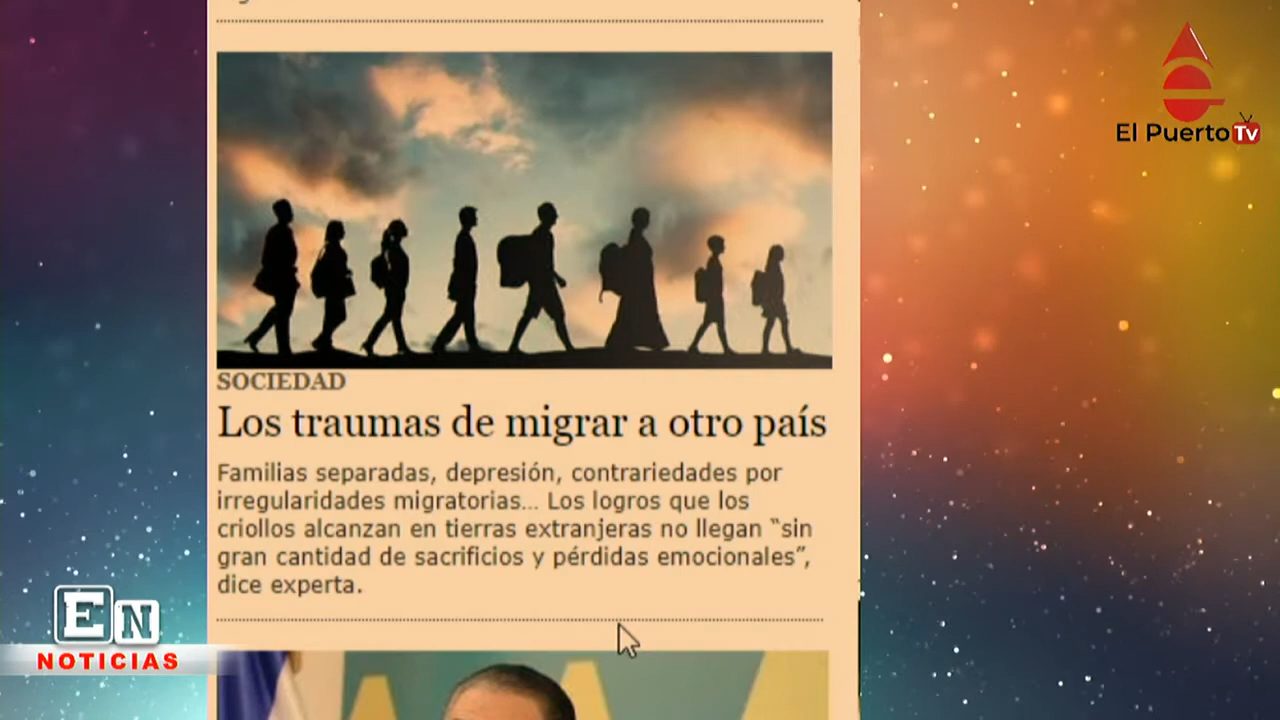 El Puerto Tv
SOCIEDAD
Los traumas de migrar a otro país
Familias separadas, depresión, contrariedades por
irregularidades migratorias... Los logros que los
criollos alcanzan en tierras extranjeras no llegan “sin
gran cantidad de sacrificios y pérdidas emocionales”,
dice experta.
EN
NOTICIAS